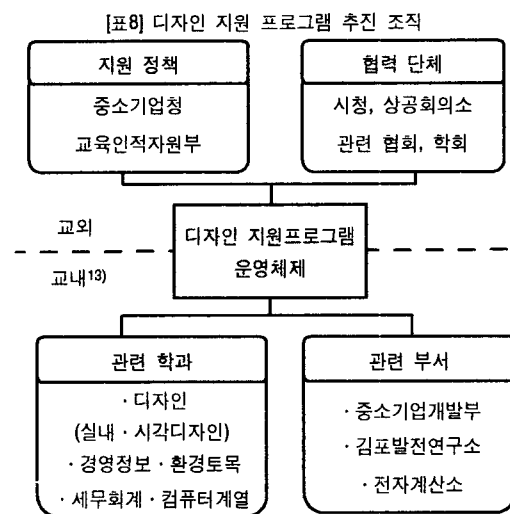 [표8] 디자인 지원 프로그램 추진 조직
지원 정책
중소기업청
교육인적자원부
협력 단체
시청, 상공회의소
관련 협회, 학회
교외
디자인 지원프로그램
운영체제
교내13)
관련 학과
· 디자인
(실내 · 시각디자인)
· 경영정보 · 환경토목
· 세무회계 · 컴퓨터계열
관련 부서
· 중소기업개발부
· 김포발전연구소
· 전자계산소